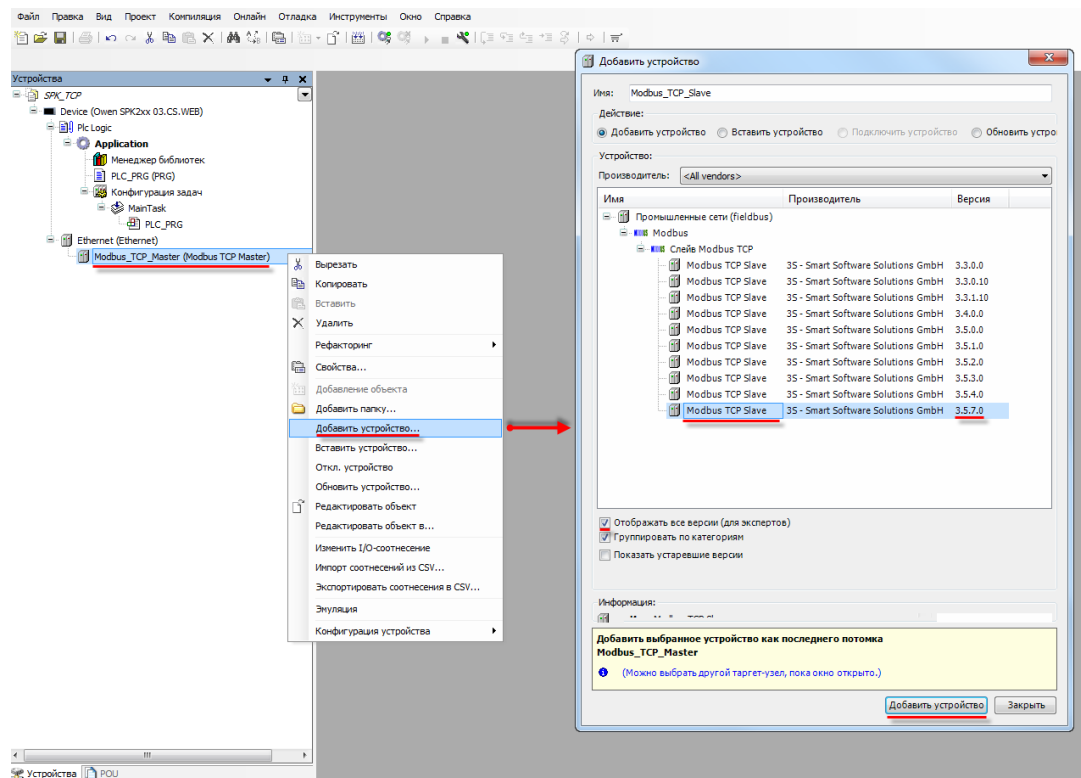 Файл Правка Вид Проект Компиляция Онлайн Отладка Инструменты Окно Справка
Устройства
SPK_TCP
Device (Owen SPK2xx 03.CS.WEB)
Plc Logic
Application
Менеджер библиотек
PLC_PRG (PRG)
Конфигурация задач
MainTask
PLC_PRG
Ethernet (Ethernet)
Modbus_TCP_Master (Modbus TCP Master)
Вырезать
Копировать
Вставить
Удалить
Рефакторинг
Свойства...
Добавление объекта
Добавить папку...
Добавить устройство...
Вставить устройство...
Откл. устройство
Обновить устройство...
Редактировать объект
Редактировать объект в...
Изменить I/O-соотнесение
Импорт соотнесений из CSV...
Экспортировать соотнесения в CSV...
Эмуляция
Конфигурация устройства
Устройства POU
Добавить устройство
Имя: Modbus_TCP_Slave
Действие:
Добавить устройство Вставить устройство Подключить устройство Обновить устро
Устройство:
Производитель: <All vendors>
Имя Производитель Версия
Промышленные сети (fieldbus)
Modbus
Слейв Modbus TCP
Modbus TCP Slave 3S - Smart Software Solutions GmbH 3.3.0.0
Modbus TCP Slave 3S - Smart Software Solutions GmbH 3.3.0.10
Modbus TCP Slave 3S - Smart Software Solutions GmbH 3.3.1.10
Modbus TCP Slave 3S - Smart Software Solutions GmbH 3.4.0.0
Modbus TCP Slave 3S - Smart Software Solutions GmbH 3.5.0.0
Modbus TCP Slave 3S - Smart Software Solutions GmbH 3.5.1.0
Modbus TCP Slave 3S - Smart Software Solutions GmbH 3.5.2.0
Modbus TCP Slave 3S - Smart Software Solutions GmbH 3.5.3.0
Modbus TCP Slave 3S - Smart Software Solutions GmbH 3.5.4.0
Modbus TCP Slave 3S - Smart Software Solutions GmbH 3.5.7.0
Отображать все версии (для экспертов)
Группировать по категориям
Показать устаревшие версии
Информация:
Добавить выбранное устройство как последнего потомка
Modbus_TCP_Master
(Можно выбрать другой таргет-узел, пока окно открыто.)
Добавить устройство Закрыть